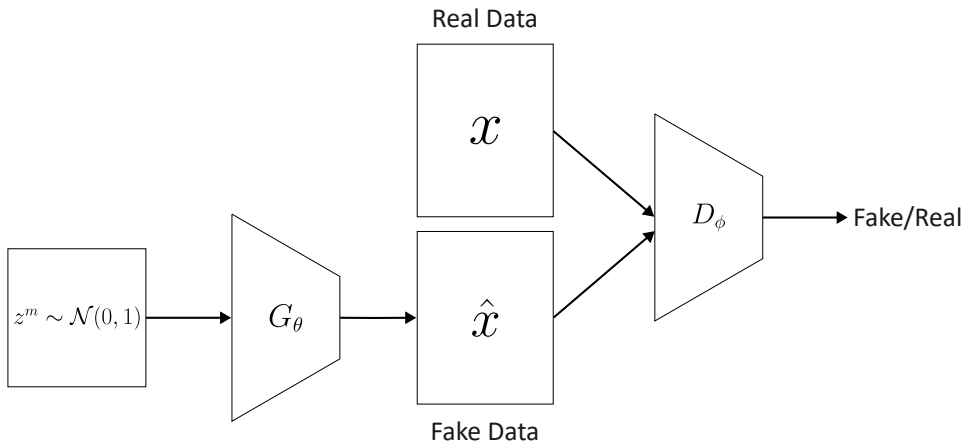 Real Data
x
D_ϕ
Fake/Real
z^m ∼ 𝒩(0, 1)
G_θ
x̂
Fake Data